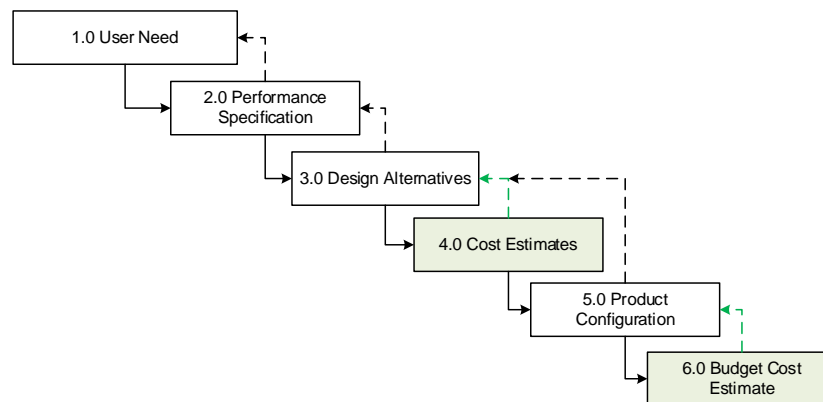 1.0 User Need
2.0 Performance
Specification
3.0 Design Alternatives
4.0 Cost Estimates
5.0 Product
Configuration
6.0 Budget Cost
Estimate